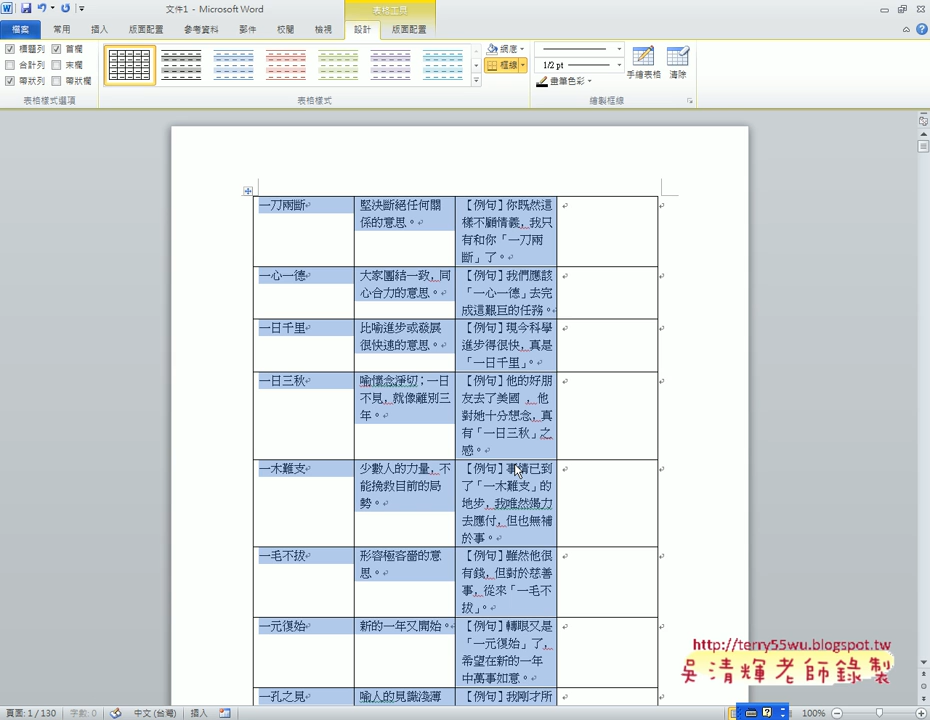 文件1 - Microsoft Word
表格工具
檔案 常用 插入 版面配置 參考資料 郵件 校閱 檢視 設計 版面配置
標題列 首欄
合計列 末欄
帶狀列 帶狀欄
網底
框線
1/2 pt
畫筆色彩
手繪表格 清除
表格樣式選項 表格樣式 繪製框線
一刀兩斷
堅決斷絕任何關
係的意思。
【例句】你既然這
樣不顧情義，我只
有和你「一刀兩
斷」了。
一心一德
大家團結一致，同
心合力的意思。
【例句】我們應該
「一心一德」去完
成這艱巨的任務。
一日千里
比喻進步或發展
很快速的意思。
【例句】現今科學
進步得很快，真是
「一日千里」。
一日三秋
喻懷念淨切；一日
不見，就像離別三
年。
【例句】他的好朋
友去了美國 ，他
對她十分想念，真
有「一日三秋」之
感。
一木難支
少數人的力量，不
能挽救目前的局
勢。
【例句】事情已到
了「一木難支」的
地步，我唯然竭力
去應付，但也無補
於事。
一毛不拔
形容極吝嗇的意
思。
【例句】雖然他很
有錢，但對於慈善
事，從來「一毛不
拔」。
一元復始
新的一年又開始。
【例句】轉眼又是
「一元復始」了，
希望在新的一年
中萬事如意。
一孔之見
喻人的見識淺薄
【例句】我剛才所
http://terry55wu.blogspot.tw
吳清輝老師錄製
頁面: 1 / 130 字數: 0 中文 (台灣) 插入 100%